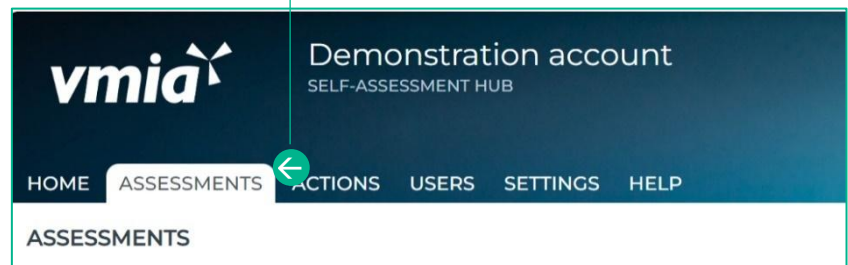 vmia
Demonstration account
SELF-ASSESSMENT HUB
HOME ASSESSMENTS ACTIONS USERS SETTINGS HELP
ASSESSMENTS